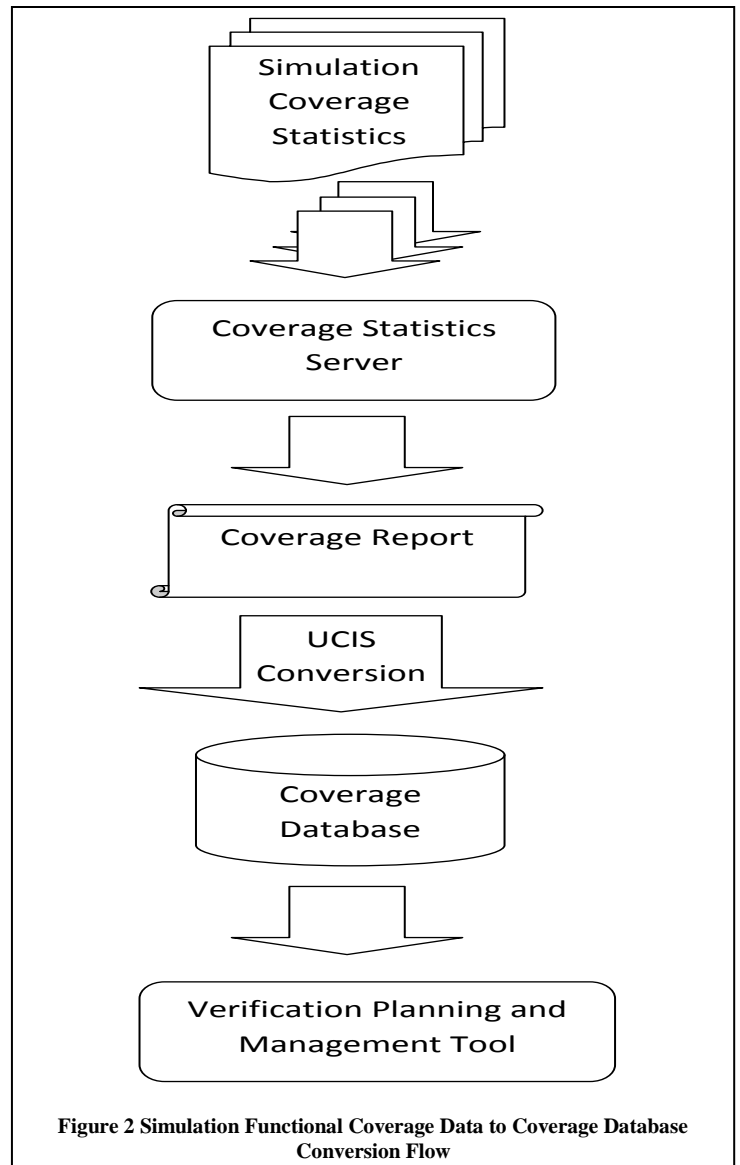 Simulation
Coverage
Statistics
Coverage Statistics
Server
Coverage Report
UCIS
Conversion
Coverage
Database
Verification Planning and
Management Tool
Figure 2 Simulation Functional Coverage Data to Coverage Database
Conversion Flow